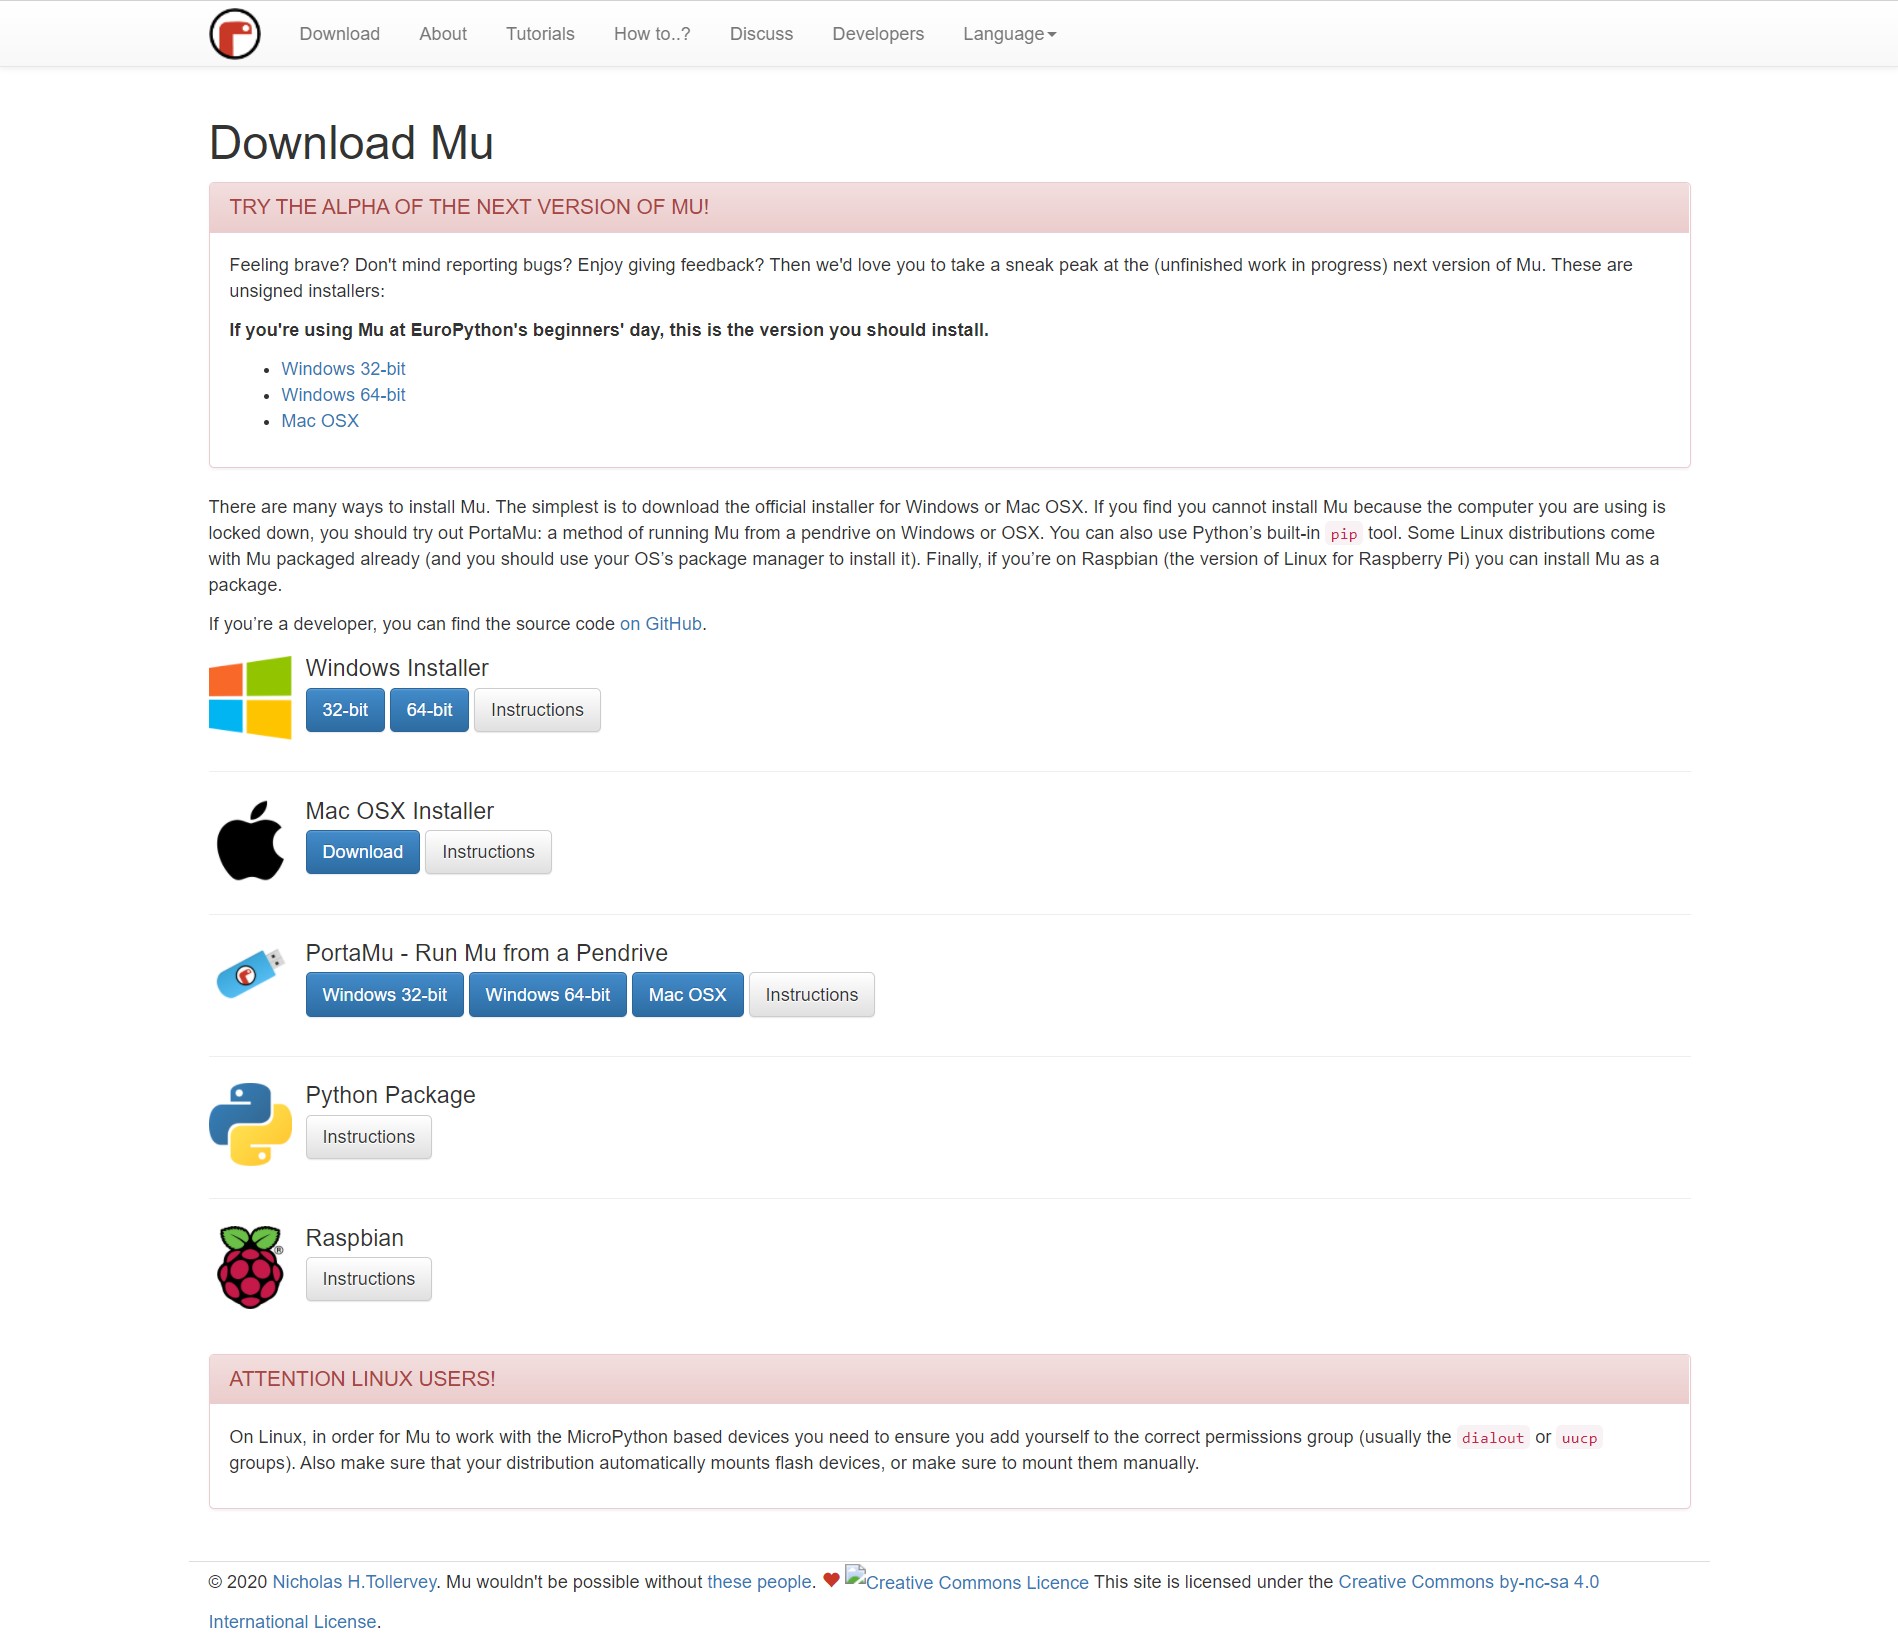 Download About Tutorials How to..? Discuss Developers Language
Download Mu
TRY THE ALPHA OF THE NEXT VERSION OF MU!
Feeling brave? Don't mind reporting bugs? Enjoy giving feedback? Then we'd love you to take a sneak peak at the (unfinished work in progress) next version of Mu. These are
unsigned installers:
If you're using Mu at EuroPython's beginners' day, this is the version you should install.
• Windows 32-bit
• Windows 64-bit
• Mac OSX
There are many ways to install Mu. The simplest is to download the official installer for Windows or Mac OSX. If you find you cannot install Mu because the computer you are using is
locked down, you should try out PortaMu: a method of running Mu from a pendrive on Windows or OSX. You can also use Python’s built-in pip tool. Some Linux distributions come
with Mu packaged already (and you should use your OS’s package manager to install it). Finally, if you’re on Raspbian (the version of Linux for Raspberry Pi) you can install Mu as a
package.
If you’re a developer, you can find the source code on GitHub.
Windows Installer
32-bit 64-bit Instructions
Mac OSX Installer
Download Instructions
PortaMu - Run Mu from a Pendrive
Windows 32-bit Windows 64-bit Mac OSX Instructions
Python Package
Instructions
Raspbian
Instructions
ATTENTION LINUX USERS!
On Linux, in order for Mu to work with the MicroPython based devices you need to ensure you add yourself to the correct permissions group (usually the dialout or uucp
groups). Also make sure that your distribution automatically mounts flash devices, or make sure to mount them manually.
© 2020 Nicholas H.Tollervey. Mu wouldn't be possible without these people. ♥ Creative Commons Licence This site is licensed under the Creative Commons by-nc-sa 4.0
International License.